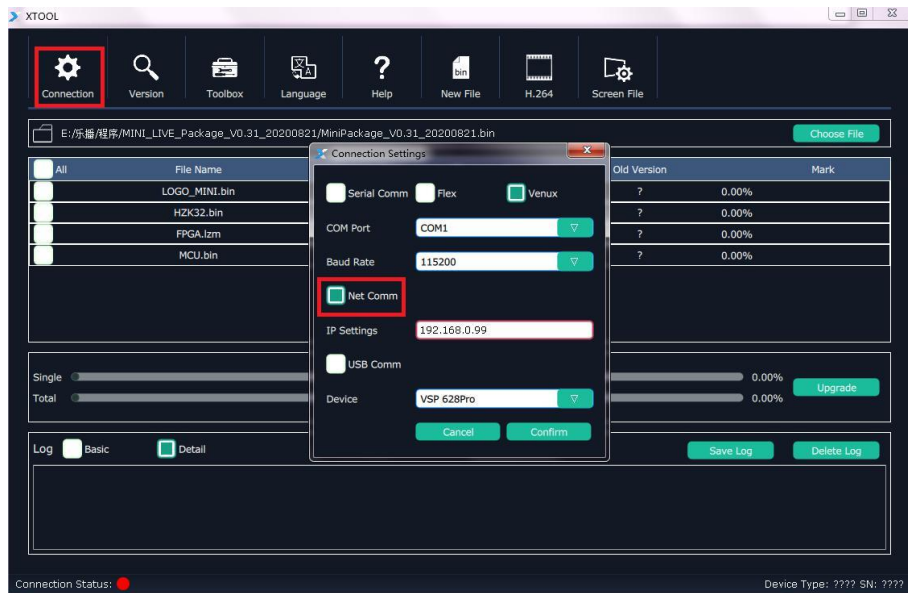 XTOOL
Connection Version Toolbox Language Help New File H.264 Screen File
E:/乐播/程序/MINI_LIVE_Package_V0.31_20200821/MiniPackage_V0.31_20200821.bin Choose File
All File Name Old Version Mark
LOGO_MINI.bin ? 0.00%
HZK32.bin ? 0.00%
FPGA.lzm ? 0.00%
MCU.bin ? 0.00%
Connection Settings
Serial Comm Flex Venux
COM Port COM1
Baud Rate 115200
Net Comm
IP Settings 192.168.0.99
USB Comm
Device VSP 628Pro
Cancel Confirm
Single 0.00%
Total 0.00%
Upgrade
Log Basic Detail Save Log Delete Log
Connection Status: Device Type: ???? SN: ????